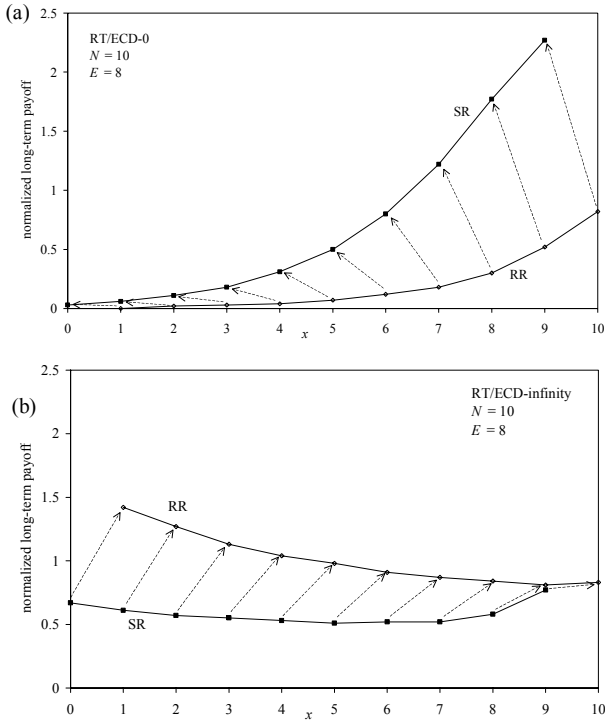 (a)
2.5
2
1.5
1
0.5
0
normalized long-term payoff
RT/ECD-0
N = 10
E = 8
SR
RR
0 1 2 3 4 5 6 7 8 9 10
x
(b)
2.5
2
1.5
1
0.5
0
normalized long-term payoff
RT/ECD-infinity
N = 10
E = 8
RR
SR
0 1 2 3 4 5 6 7 8 9 10
x